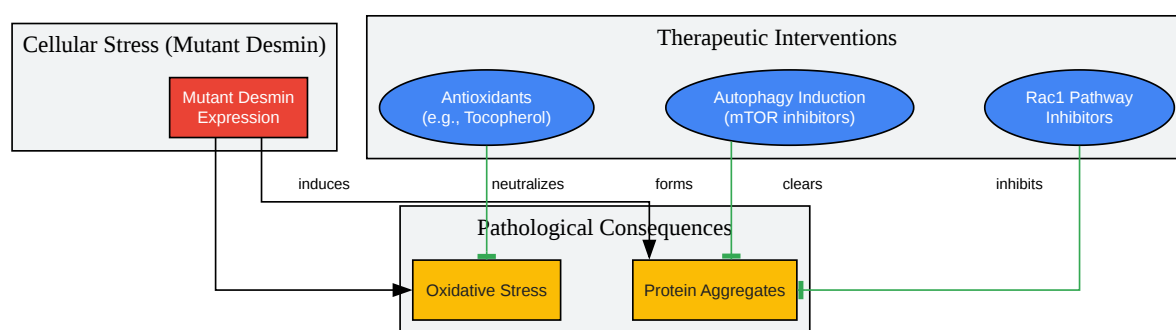 Cellular Stress (Mutant Desmin)
Mutant Desmin
Expression
Therapeutic Interventions
Antioxidants
(e.g., Tocopherol)
Autophagy Induction
(mTOR inhibitors)
Rac1 Pathway
Inhibitors
induces
neutralizes
forms
clears
inhibits
Pathological Consequences
Oxidative Stress
Protein Aggregates